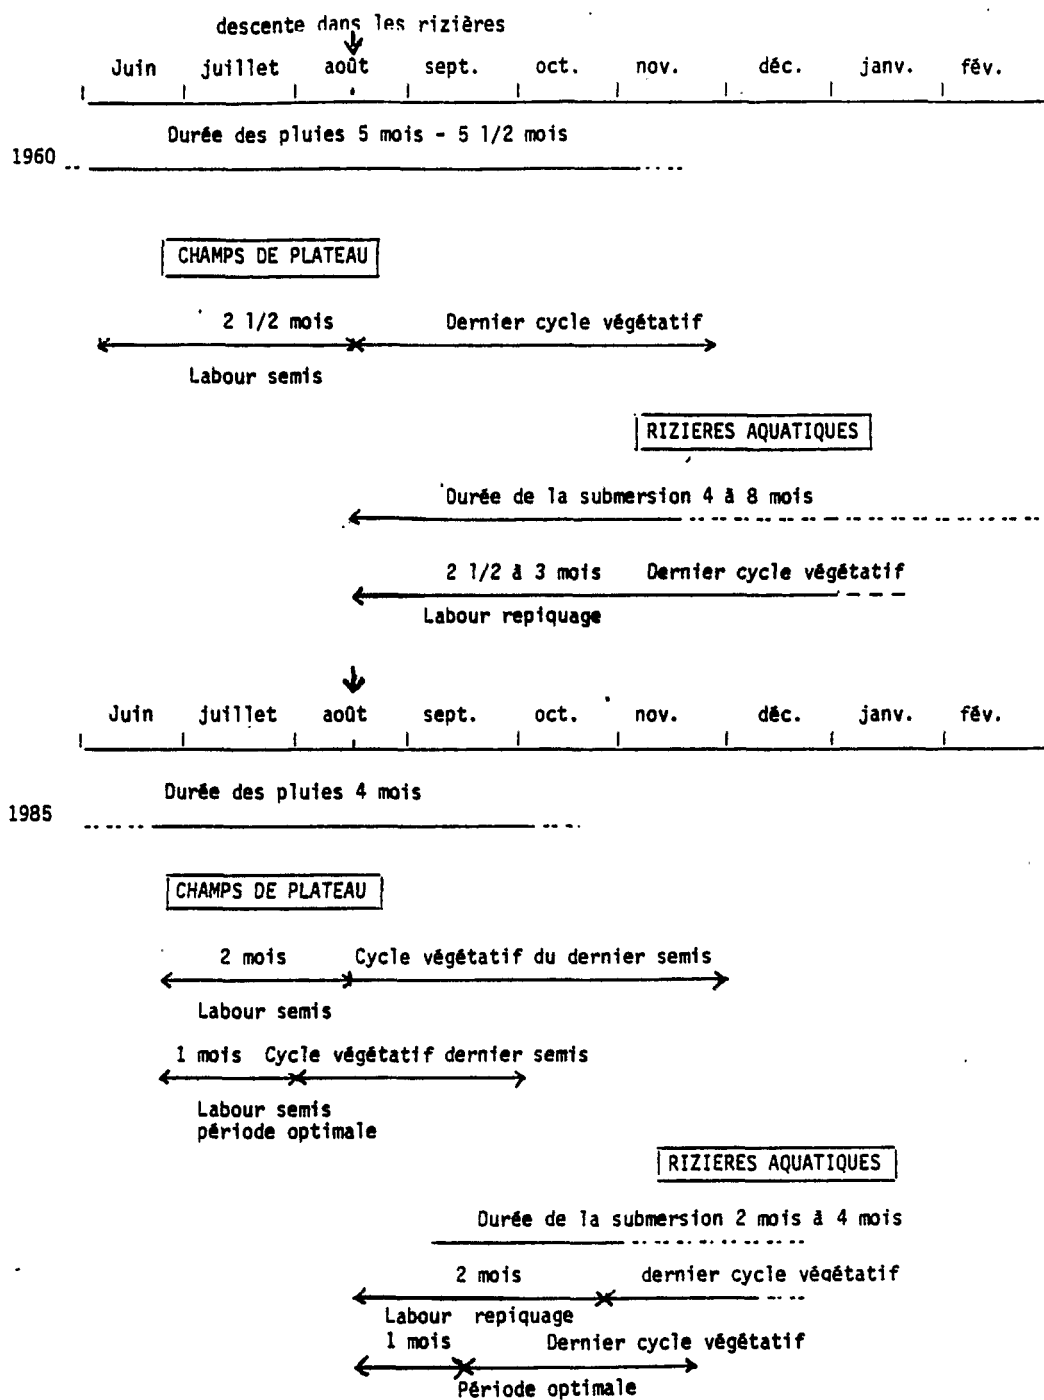 descente dans les rizières
Juin juillet août sept. oct. nov. déc. janv. fév.
Durée des pluies 5 mois - 5 1/2 mois
1960
CHAMPS DE PLATEAU
2 1/2 mois Dernier cycle végétatif
Labour semis
RIZIERES AQUATIQUES
Durée de la submersion 4 à 8 mois
2 1/2 à 3 mois Dernier cycle végétatif
Labour repiquage
Juin juillet août sept. oct. nov. déc. janv. fév.
Durée des pluies 4 mois
1985
CHAMPS DE PLATEAU
2 mois Cycle végétatif du dernier semis
Labour semis
1 mois Cycle végétatif dernier semis
Labour semis
période optimale
RIZIERES AQUATIQUES
Durée de la submersion 2 mois à 4 mois
2 mois dernier cycle végétatif
Labour repiquage
1 mois Dernier cycle végétatif
Période optimale